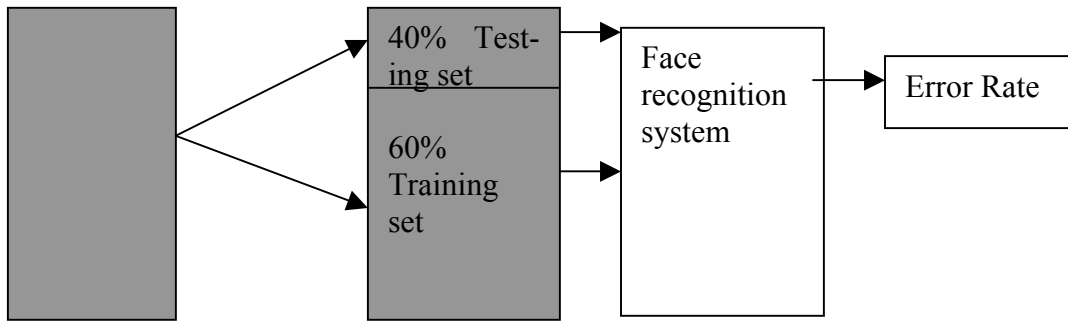 40% Test-
ing set
60%
Training
set
Face
recognition
system
Error Rate